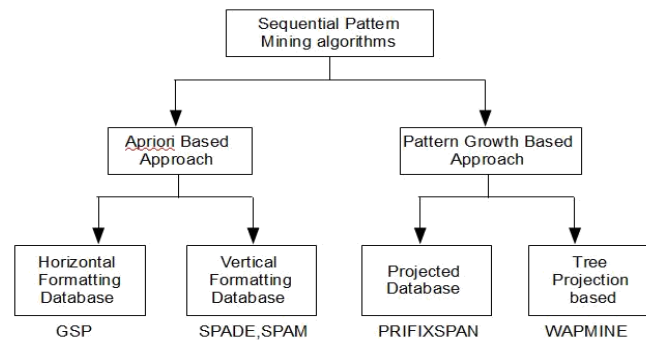 Sequential Pattern
Mining algorithms
Apriori Based
Approach
Pattern Growth Based
Approach
Horizontal
Formatting
Database
Vertical
Formatting
Database
Projected
Database
Tree
Projection
based
GSP
SPADE,SPAM
PRIFIXSPAN
WAPMINE